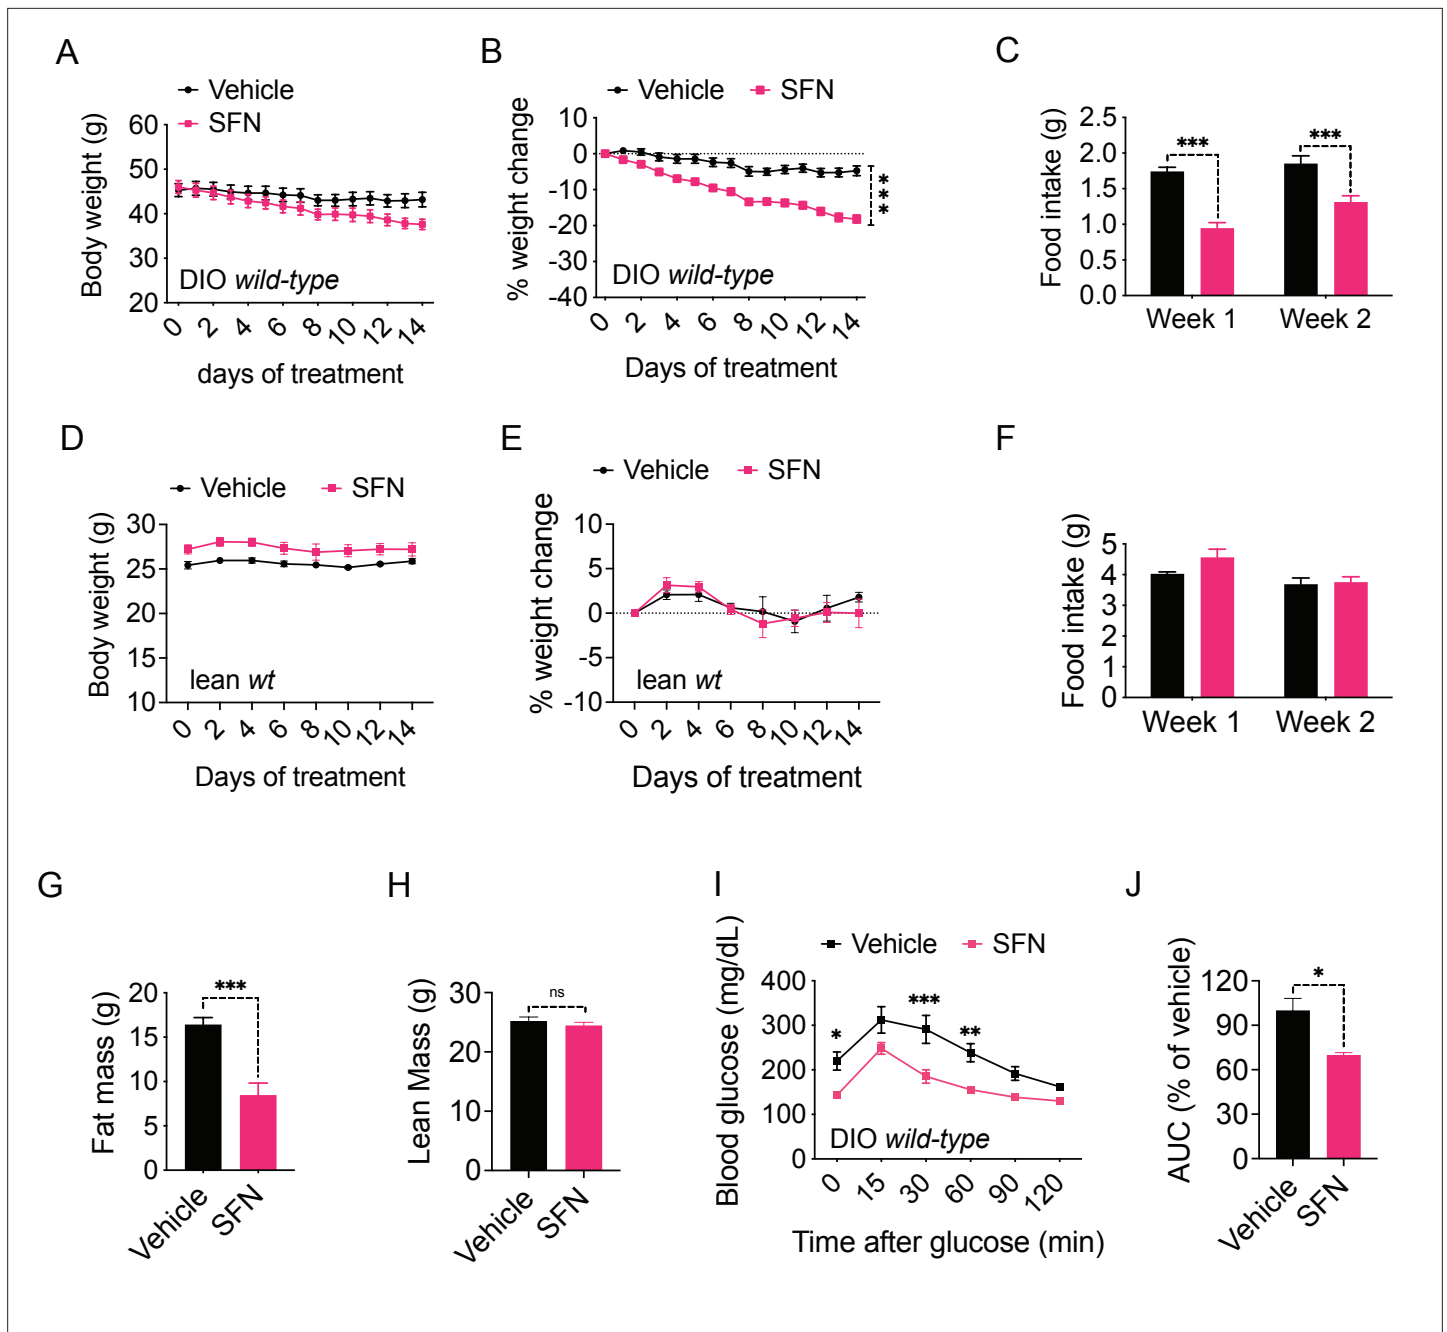 A
Vehicle
SFN
Body weight (g)
60
50
40
30
20
DIO wild-type
0 2 4 6 8 10 12 14
days of treatment
B
Vehicle SFN
% weight change
10
0
-10
-20
-30
-40
***
DIO wild-type
0 2 4 6 8 10 12 14
Days of treatment
C
Food intake (g)
2.5
2.0
1.5
1.0
0.5
0.0
*** ***
Week 1 Week 2
D
Vehicle SFN
Body weight (g)
30
25
20
15
10
lean wt
0 2 4 6 8 10 12 14
Days of treatment
E
Vehicle SFN
% weight change
10
5
0
-5
-10
lean wt
0 2 4 6 8 10 12 14
Days of treatment
F
Food intake (g)
5
4
3
2
1
0
Week 1 Week 2
G
Fat mass (g)
20
15
10
5
0
***
Vehicle SFN
H
Lean Mass (g)
30
20
10
0
ns
Vehicle SFN
I
Vehicle SFN
Blood glucose (mg/dL)
400
300
200
100
0
* *** **
DIO wild-type
0 15 30 60 90 120
Time after glucose (min)
J
AUC (% of vehicle)
120
90
60
30
0
*
Vehicle SFN